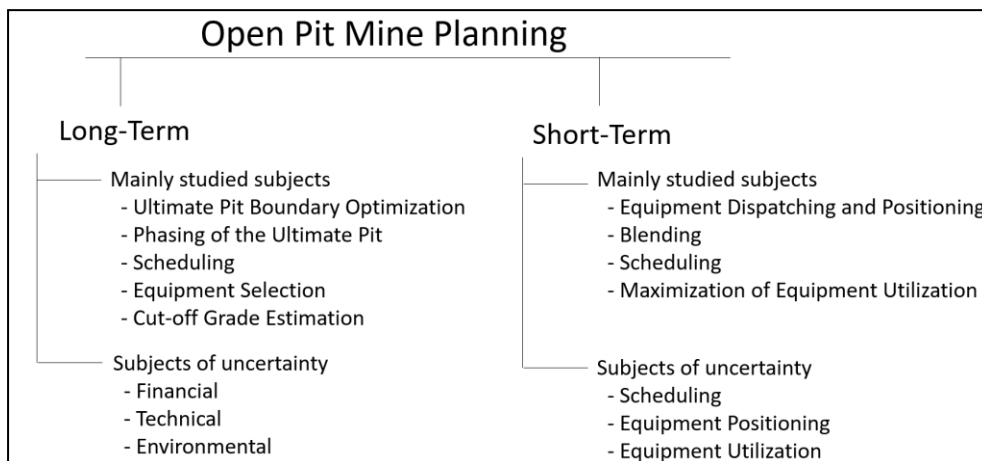 Open Pit Mine Planning
Long-Term
Mainly studied subjects
- Ultimate Pit Boundary Optimization
- Phasing of the Ultimate Pit
- Scheduling
- Equipment Selection
- Cut-off Grade Estimation
Subjects of uncertainty
- Financial
- Technical
- Environmental
Short-Term
Mainly studied subjects
- Equipment Dispatching and Positioning
- Blending
- Scheduling
- Maximization of Equipment Utilization
Subjects of uncertainty
- Scheduling
- Equipment Positioning
- Equipment Utilization